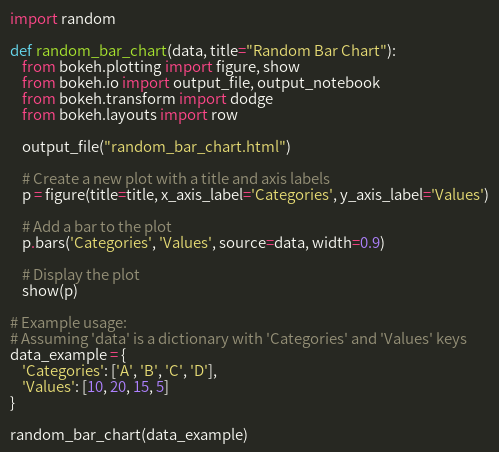 import random
def random_bar_chart(data, title="Random Bar Chart"):
from bokeh.plotting import figure, show
from bokeh.io import output_file, output_notebook
from bokeh.transform import dodge
from bokeh.layouts import row
output_file("random_bar_chart.html")
# Create a new plot with a title and axis labels
p = figure(title=title, x_axis_label='Categories', y_axis_label='Values')
# Add a bar to the plot
p.bars('Categories', 'Values', source=data, width=0.9)
# Display the plot
show(p)
# Example usage:
# Assuming 'data' is a dictionary with 'Categories' and 'Values' keys
data_example = {
'Categories': ['A', 'B', 'C', 'D'],
'Values': [10, 20, 15, 5]
}
random_bar_chart(data_example)